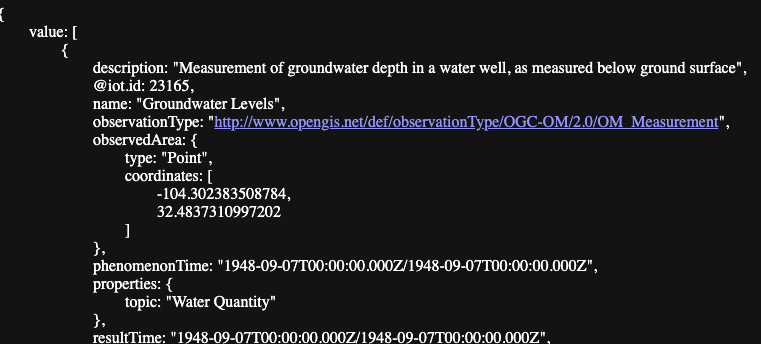 {
value: [
{
description: "Measurement of groundwater depth in a water well, as measured below ground surface",
@iot.id: 23165,
name: "Groundwater Levels",
observationType: "http://www.opengis.net/def/observationType/OGC-OM/2.0/OM_Measurement",
observedArea: {
type: "Point",
coordinates: [
-104.302383508784,
32.4837310997202
]
},
phenomenonTime: "1948-09-07T00:00:00.000Z/1948-09-07T00:00:00.000Z",
properties: {
topic: "Water Quantity"
},
resultTime: "1948-09-07T00:00:00.000Z/1948-09-07T00:00:00.000Z",